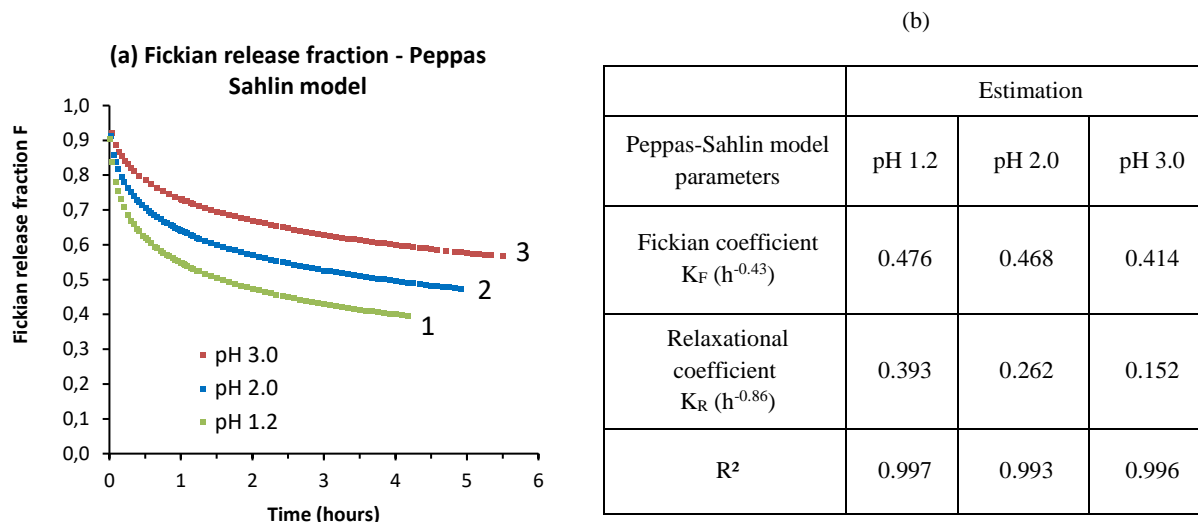 (a) Fickian release fraction - Peppas
Sahlin model
Fickian release fraction F
1,0
0,9
0,8
0,7
0,6
0,5
0,4
0,3
0,2
0,1
0,0
3
2
1
pH 3.0
pH 2.0
pH 1.2
0 1 2 3 4 5 6
Time (hours)
(b)
Estimation
Peppas-Sahlin model
parameters
pH 1.2 pH 2.0 pH 3.0
Fickian coefficient
K_F (h^-0.43)
0.476 0.468 0.414
Relaxational
coefficient
K_R (h^-0.86)
0.393 0.262 0.152
R²
0.997 0.993 0.996